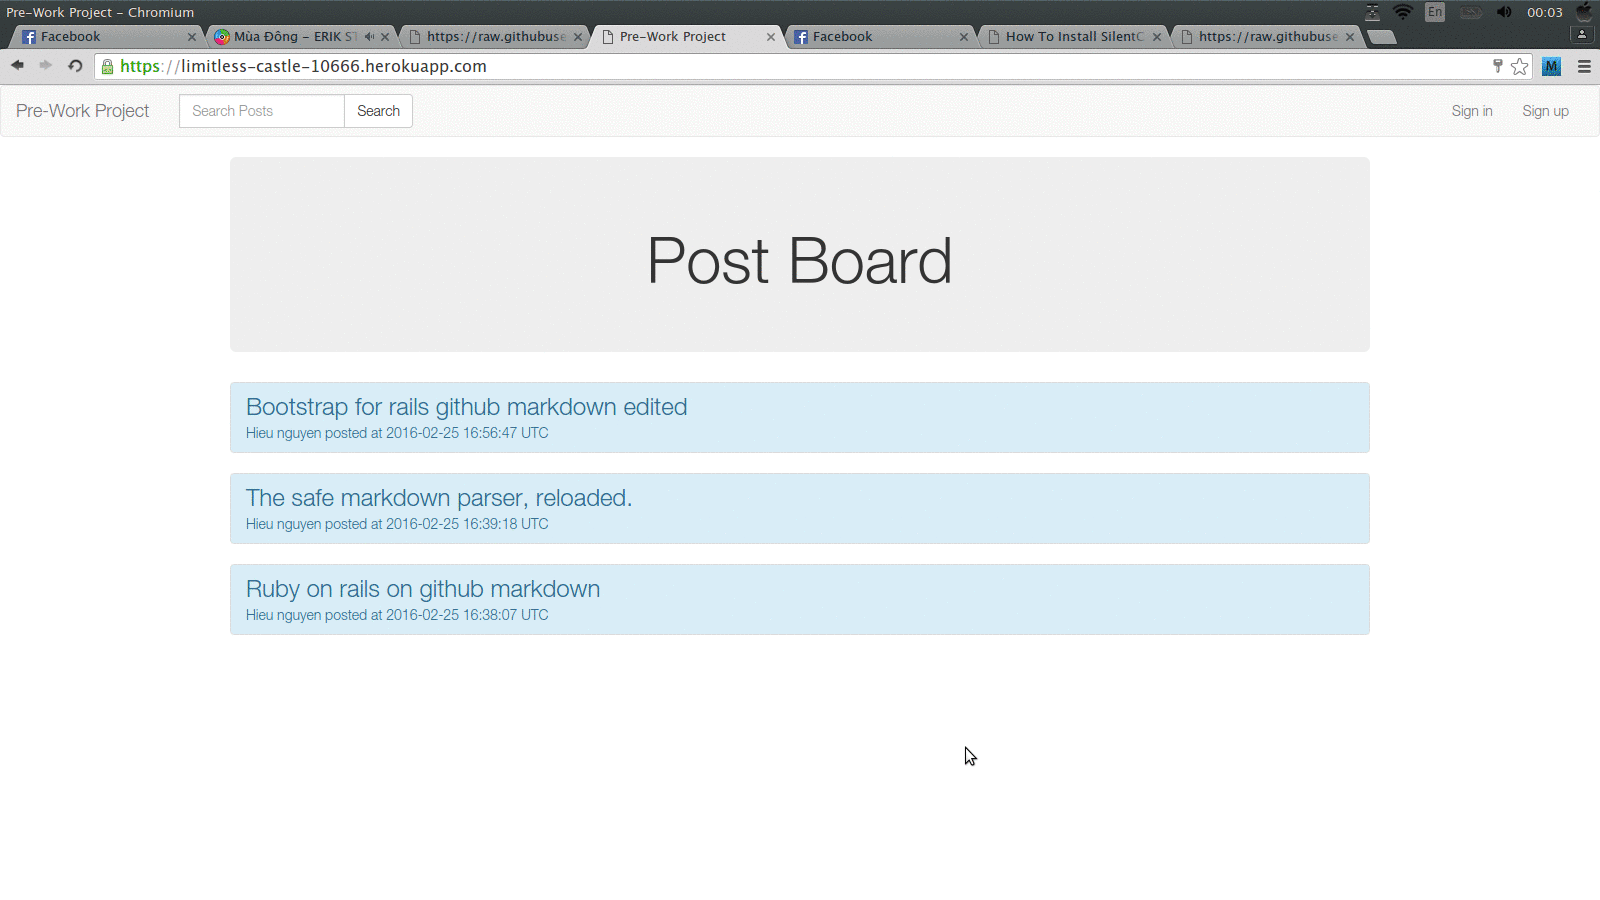 Pre-Work Project - Chromium
En
00:03
Facebook
Mùa Đông - ERIK ST
https://raw.githubuse
Pre-Work Project
Facebook
How To Install SilentC
https://raw.githubuse
https://limitless-castle-10666.herokuapp.com
M
Pre-Work Project
Search Posts
Search
Sign in
Sign up
Post Board
Bootstrap for rails github markdown edited
Hieu nguyen posted at 2016-02-25 16:56:47 UTC
The safe markdown parser, reloaded.
Hieu nguyen posted at 2016-02-25 16:39:18 UTC
Ruby on rails on github markdown
Hieu nguyen posted at 2016-02-25 16:38:07 UTC